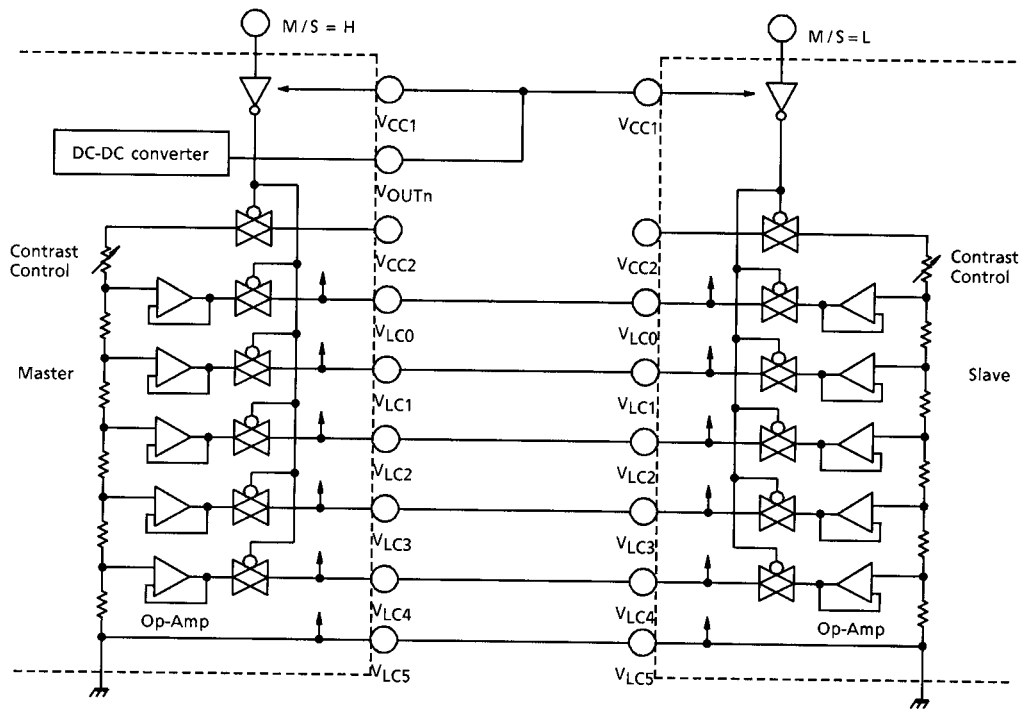 M/S = H
M/S = L
VCC1
VCC1
DC-DC converter
VOUTn
Contrast
Control
VCC2
VCC2
Contrast
Control
VLC0
VLC0
Master
VLC1
VLC1
Slave
VLC2
VLC2
VLC3
VLC3
Op-Amp
VLC4
VLC4
Op-Amp
VLC5
VLC5